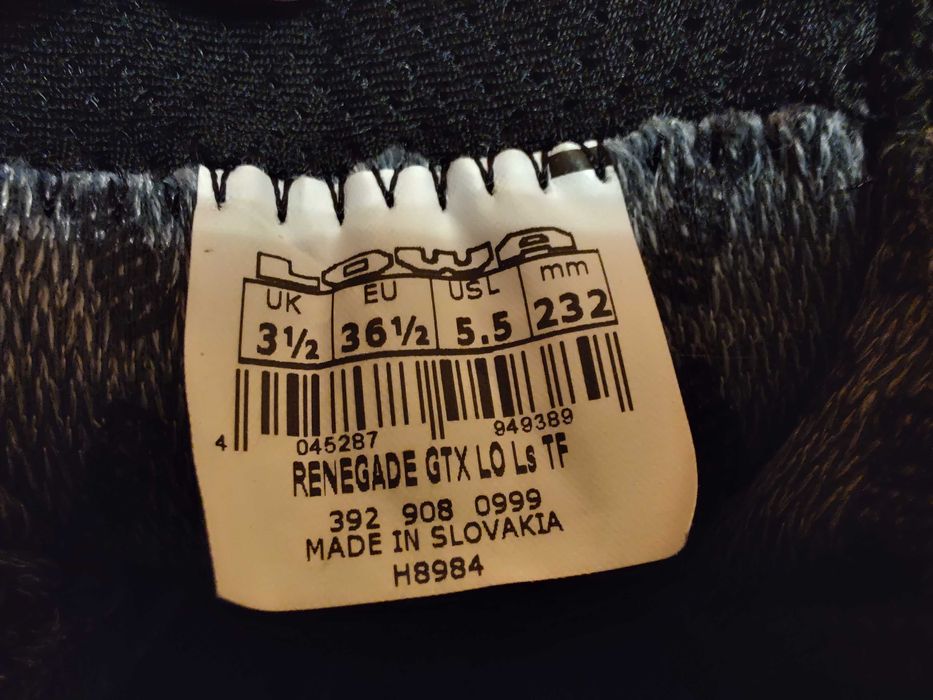 LOWA
UK EU USL mm
3½ 36½ 5.5 232
4 045287 949389
RENEGADE GTX LO Ls TF
392 908 0999
MADE IN SLOVAKIA
H8984